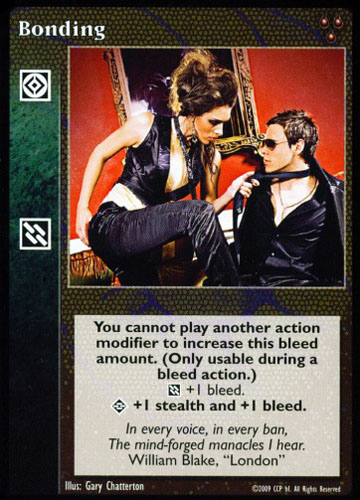 Bonding
You cannot play another action
modifier to increase this bleed
amount. (Only usable during a
bleed action.)
+1 bleed.
+1 stealth and +1 bleed.
In every voice, in every ban,
The mind-forged manacles I hear.
William Blake, “London”
Illus: Gary Chatterton
©2009 CCP hf. All Rights Reserved.